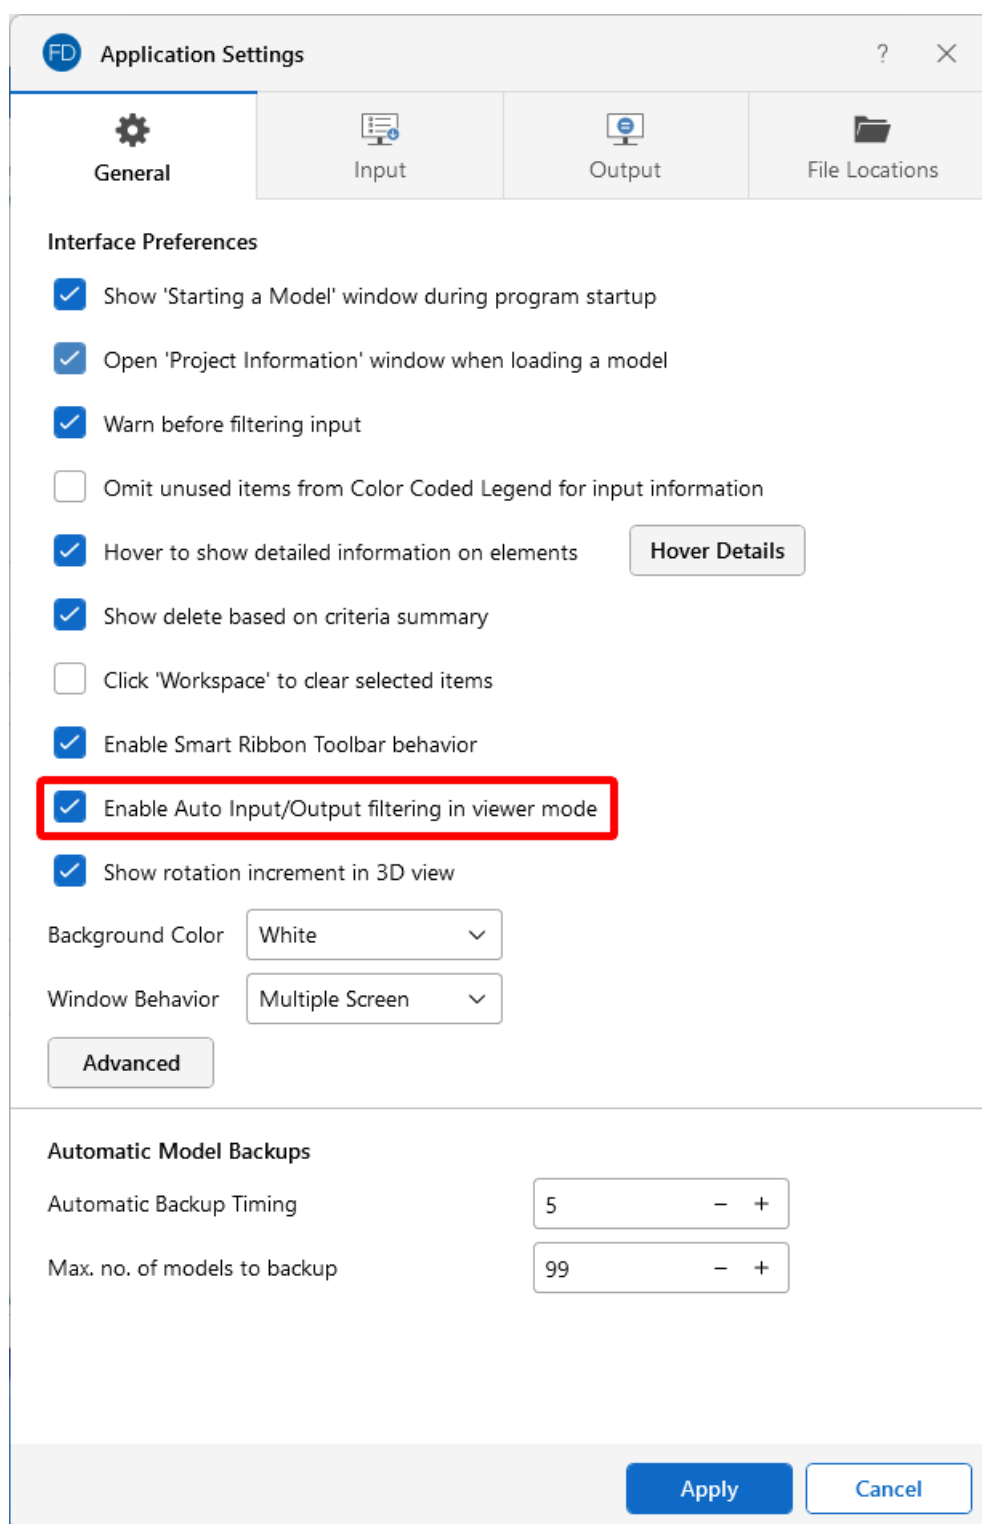 FD Application Settings ?
General Input Output File Locations
Interface Preferences
Show 'Starting a Model' window during program startup
Open 'Project Information' window when loading a model
Warn before filtering input
Omit unused items from Color Coded Legend for input information
Hover to show detailed information on elements Hover Details
Show delete based on criteria summary
Click 'Workspace' to clear selected items
Enable Smart Ribbon Toolbar behavior
Enable Auto Input/Output filtering in viewer mode
Show rotation increment in 3D view
Background Color White
Window Behavior Multiple Screen
Advanced
Automatic Model Backups
Automatic Backup Timing 5 − +
Max. no. of models to backup 99 − +
Apply Cancel